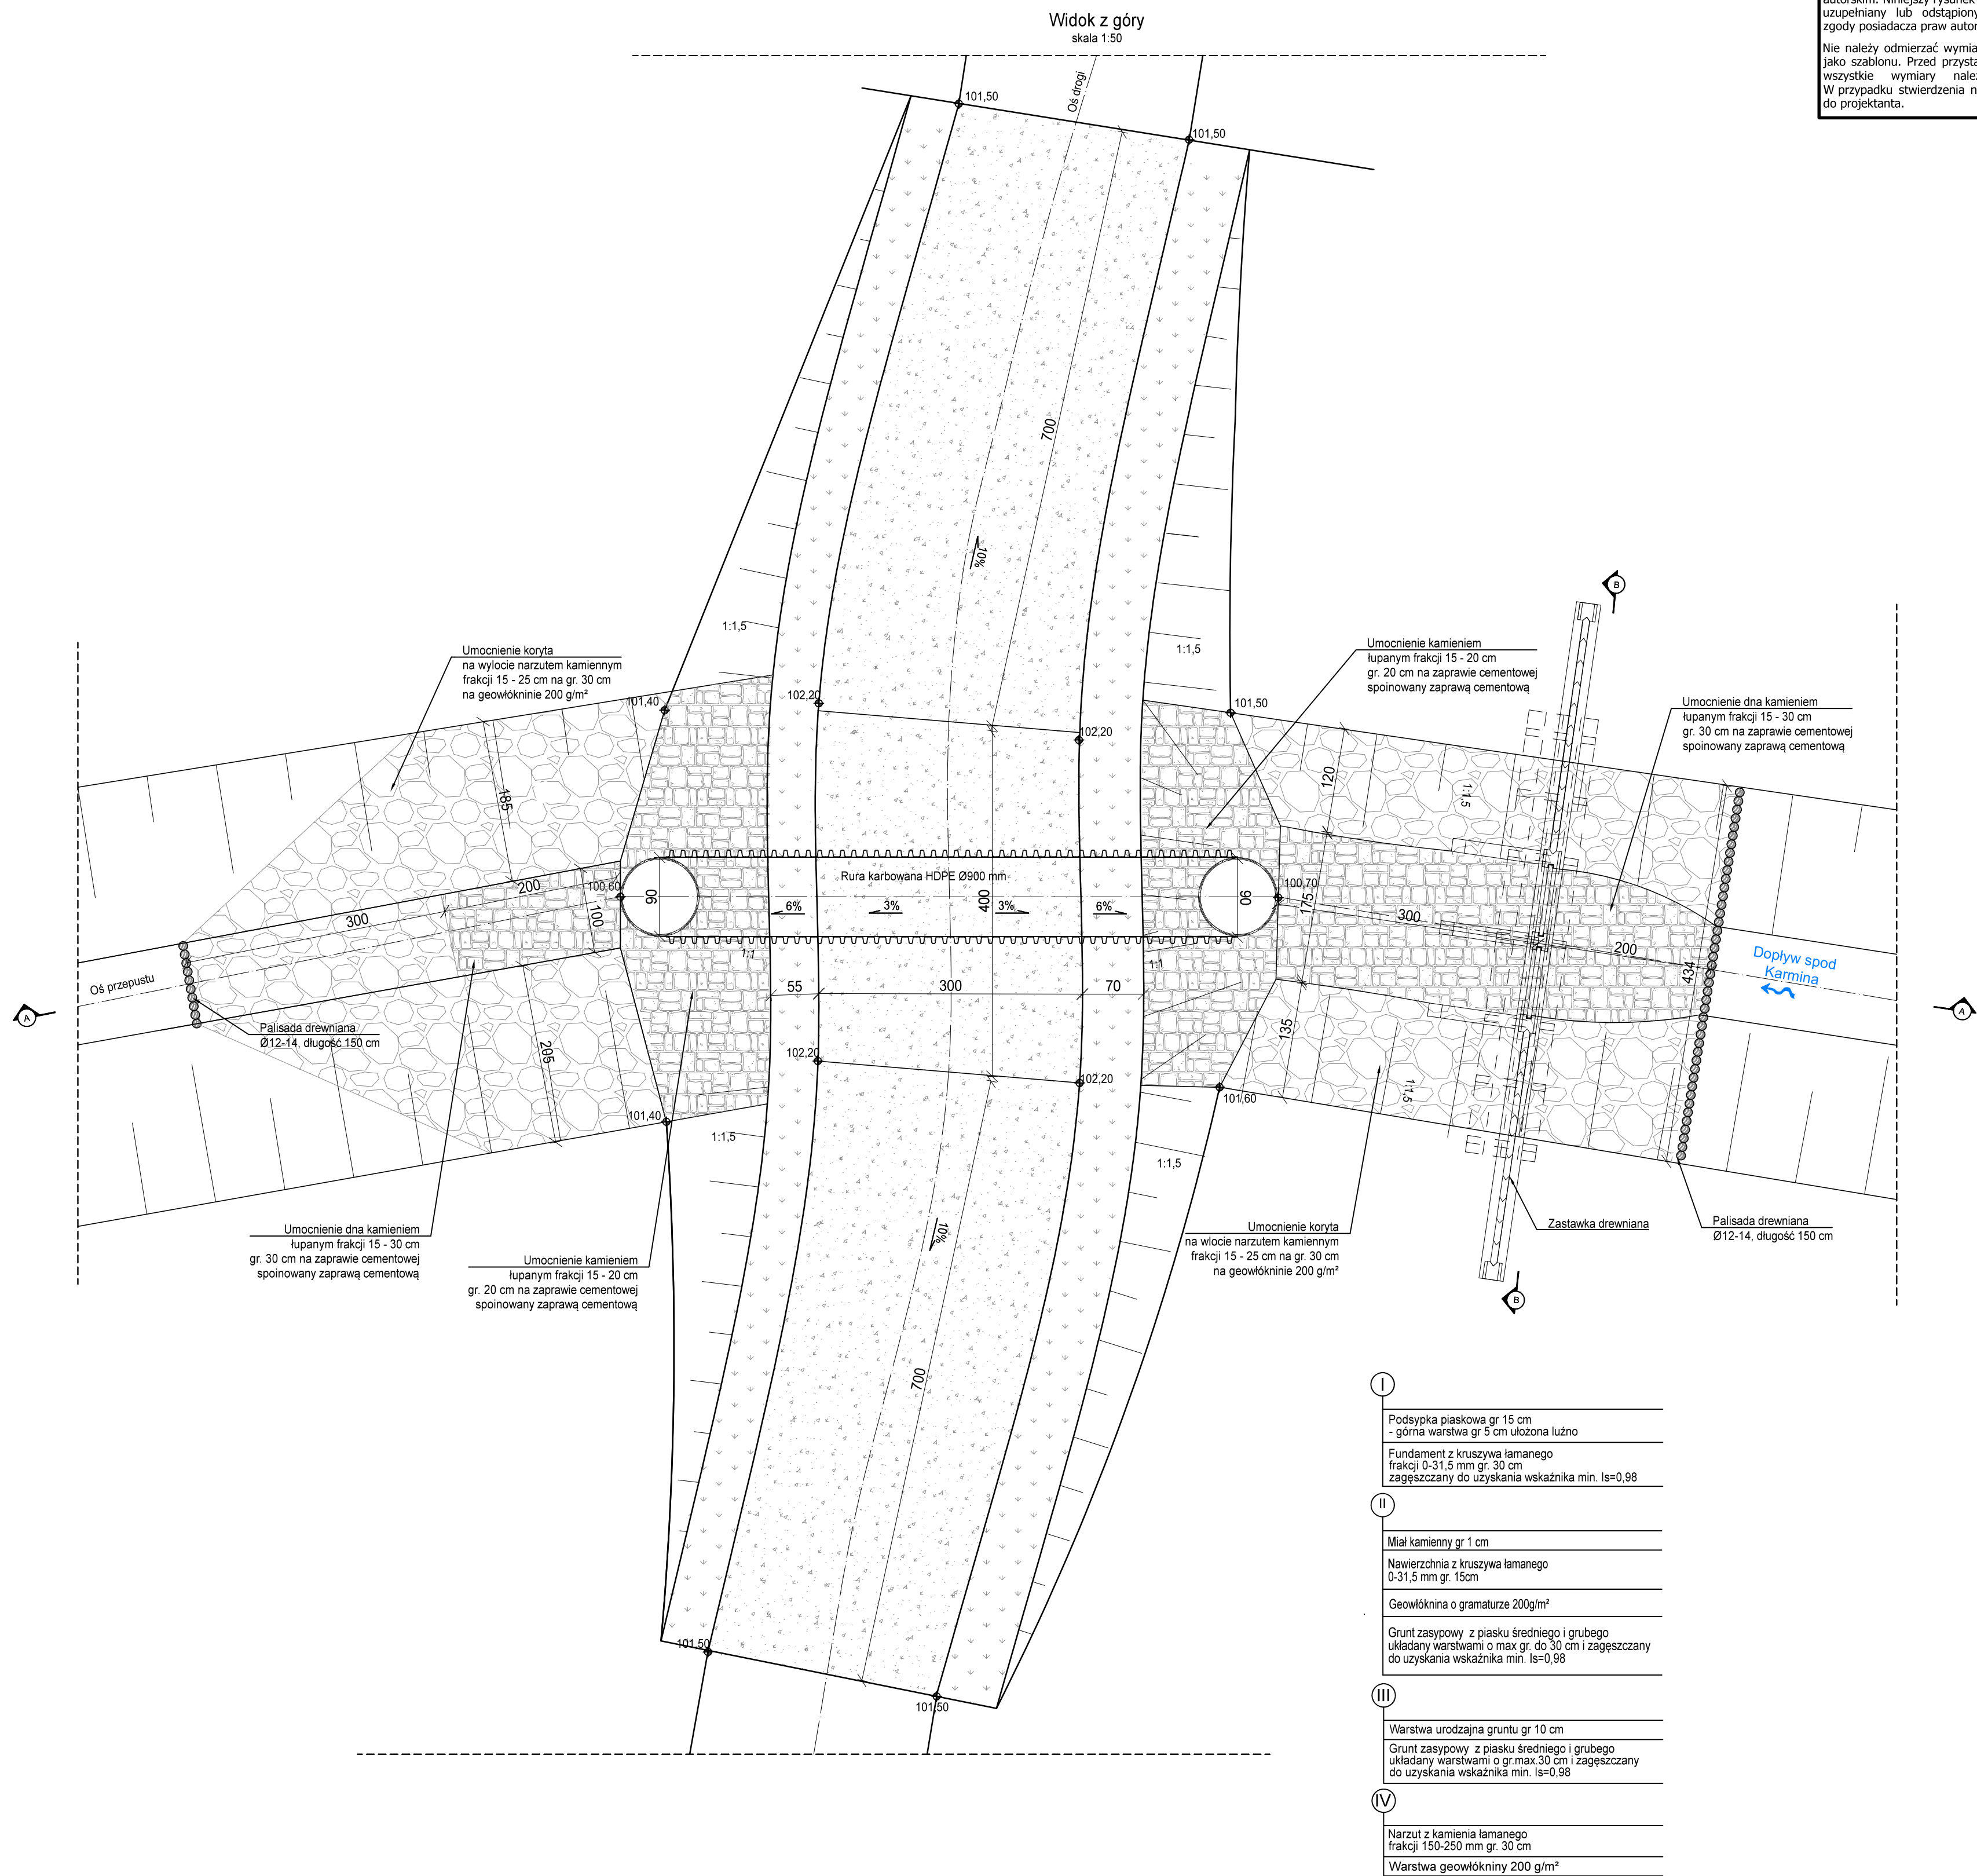 autorskim. Niniejszy rysunek
uzupełniany lub odstąpiony
zgody posiadacza praw autor
Nie należy odmierzać wymia
jako szablonu. Przed przysta
wszystkie wymiary nale
W przypadku stwierdzenia n
do projektanta.
Widok z góry
skala 1:50
Oś drogi
101,50
101,50
700
10%
B
1:1,5
1:1,5
Umocnienie koryta
na wylocie narzutem kamiennym
frakcji 15 - 25 cm na gr. 30 cm
na geowłókninie 200 g/m²
Umocnienie kamieniem
łupanym frakcji 15 - 20 cm
gr. 20 cm na zaprawie cementowej
spoinowany zaprawą cementową
Umocnienie dna kamieniem
łupanym frakcji 15 - 30 cm
gr. 30 cm na zaprawie cementowej
spoinowany zaprawą cementową
101,40
102,20
101,50
102,20
185
120
1:1,5
Rura karbowana HDPE Ø900 mm
200
100,60
90
400
90
100,70
300
100
6%
3%
3%
6%
175
300
200
434
Dopływ spod
Karmina
1:1
1:1
Oś przepustu
55
300
70
A
A
Palisada drewniana
Ø12-14, długość 150 cm
205
135
102,20
102,20
101,40
101,60
1:1,5
1:1,5
1:1,5
Umocnienie dna kamieniem
łupanym frakcji 15 - 30 cm
gr. 30 cm na zaprawie cementowej
spoinowany zaprawą cementową
Umocnienie kamieniem
łupanym frakcji 15 - 20 cm
gr. 20 cm na zaprawie cementowej
spoinowany zaprawą cementową
10%
Umocnienie koryta
na wlocie narzutem kamiennym
frakcji 15 - 25 cm na gr. 30 cm
na geowłókninie 200 g/m²
Zastawka drewniana
Palisada drewniana
Ø12-14, długość 150 cm
B
700
101,50
101,50
I
Podsypka piaskowa gr 15 cm
- górna warstwa gr 5 cm ułożona luźno
Fundament z kruszywa łamanego
frakcji 0-31,5 mm gr. 30 cm
zagęszczany do uzyskania wskaźnika min. Is=0,98
II
Miał kamienny gr 1 cm
Nawierzchnia z kruszywa łamanego
0-31,5 mm gr. 15cm
Geowłóknina o gramaturze 200g/m²
Grunt zasypowy z piasku średniego i grubego
układany warstwami o max gr. do 30 cm i zagęszczany
do uzyskania wskaźnika min. Is=0,98
III
Warstwa urodzajna gruntu gr 10 cm
Grunt zasypowy z piasku średniego i grubego
układany warstwami o gr.max.30 cm i zagęszczany
do uzyskania wskaźnika min. Is=0,98
IV
Narzut z kamienia łamanego
frakcji 150-250 mm gr. 30 cm
Warstwa geowłókniny 200 g/m²